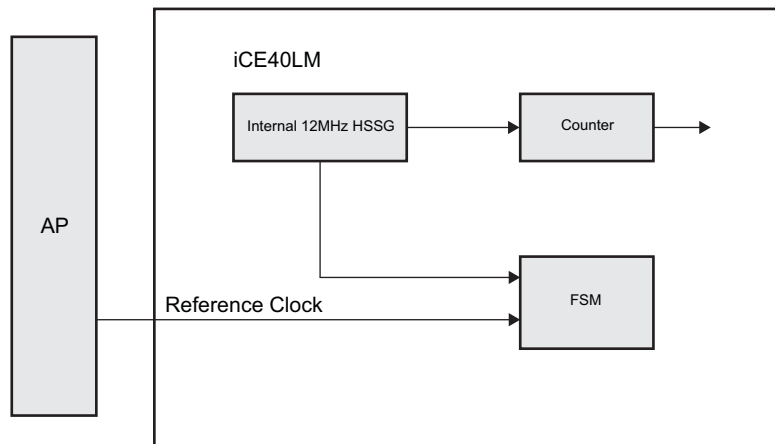 iCE40LM
Internal 12MHz HSSG
Counter
AP
FSM
Reference Clock